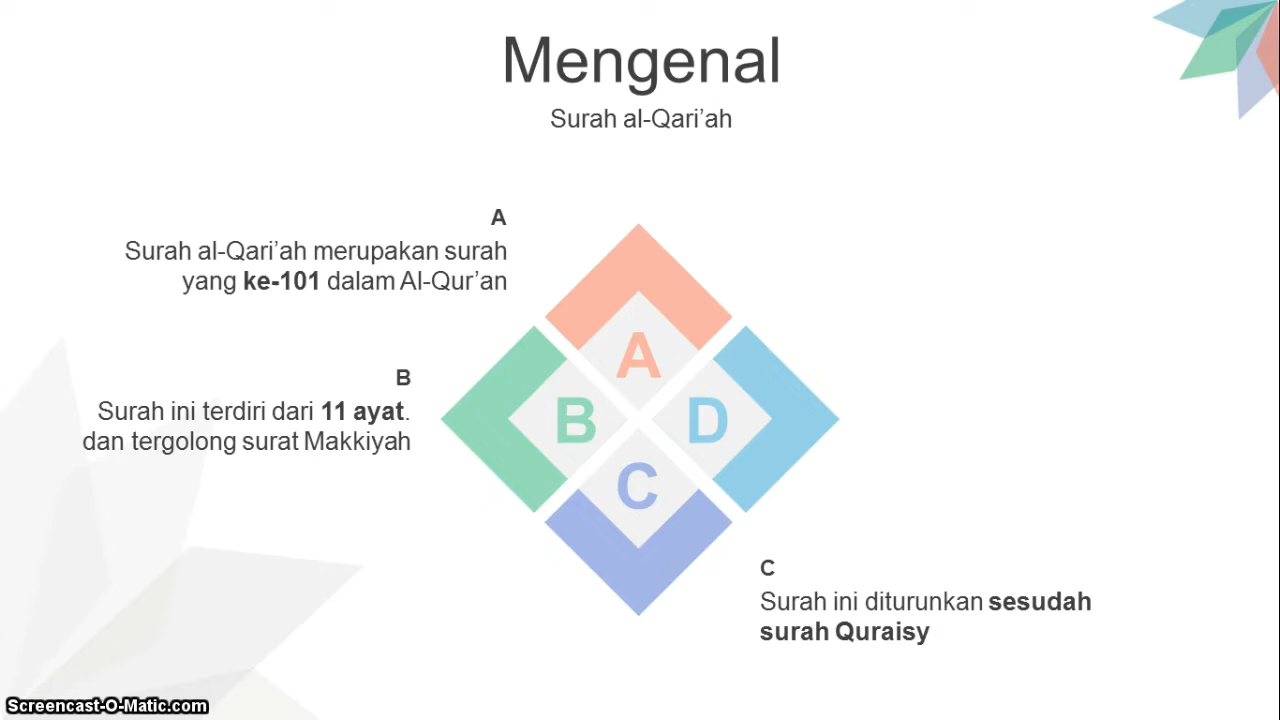 Mengenal
Surah al-Qari’ah
A
Surah al-Qari’ah merupakan surah
yang ke-101 dalam Al-Qur’an
B
Surah ini terdiri dari 11 ayat.
dan tergolong surat Makkiyah
A
B
D
C
C
Surah ini diturunkan sesudah
surah Quraisy
Screencast-O-Matic.com